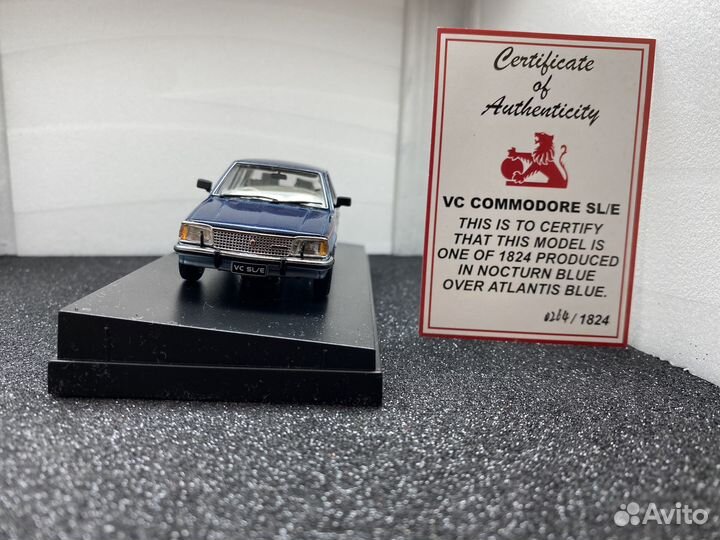 Certificate
of
Authenticity
VC COMMODORE SL/E
THIS IS TO CERTIFY
THAT THIS MODEL IS
ONE OF 1824 PRODUCED
IN NOCTURN BLUE
OVER ATLANTIS BLUE.
0264/1824
VC SL/E
Avito